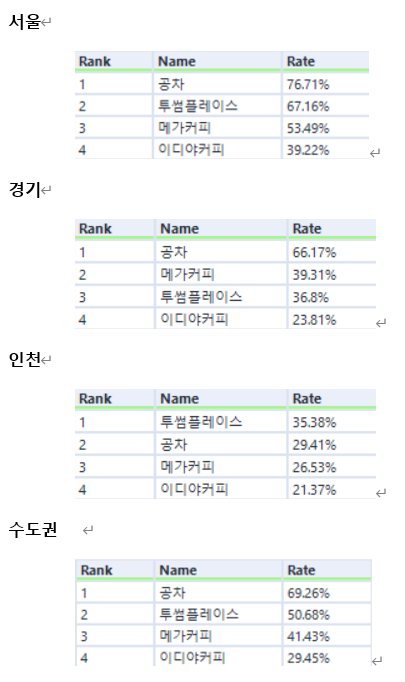 서울
Rank Name Rate
1 공차 76.71%
2 투썸플레이스 67.16%
3 메가커피 53.49%
4 이디야커피 39.22%
경기
Rank Name Rate
1 공차 66.17%
2 메가커피 39.31%
3 투썸플레이스 36.8%
4 이디야커피 23.81%
인천
Rank Name Rate
1 투썸플레이스 35.38%
2 공차 29.41%
3 메가커피 26.53%
4 이디야커피 21.37%
수도권
Rank Name Rate
1 공차 69.26%
2 투썸플레이스 50.68%
3 메가커피 41.43%
4 이디야커피 29.45%